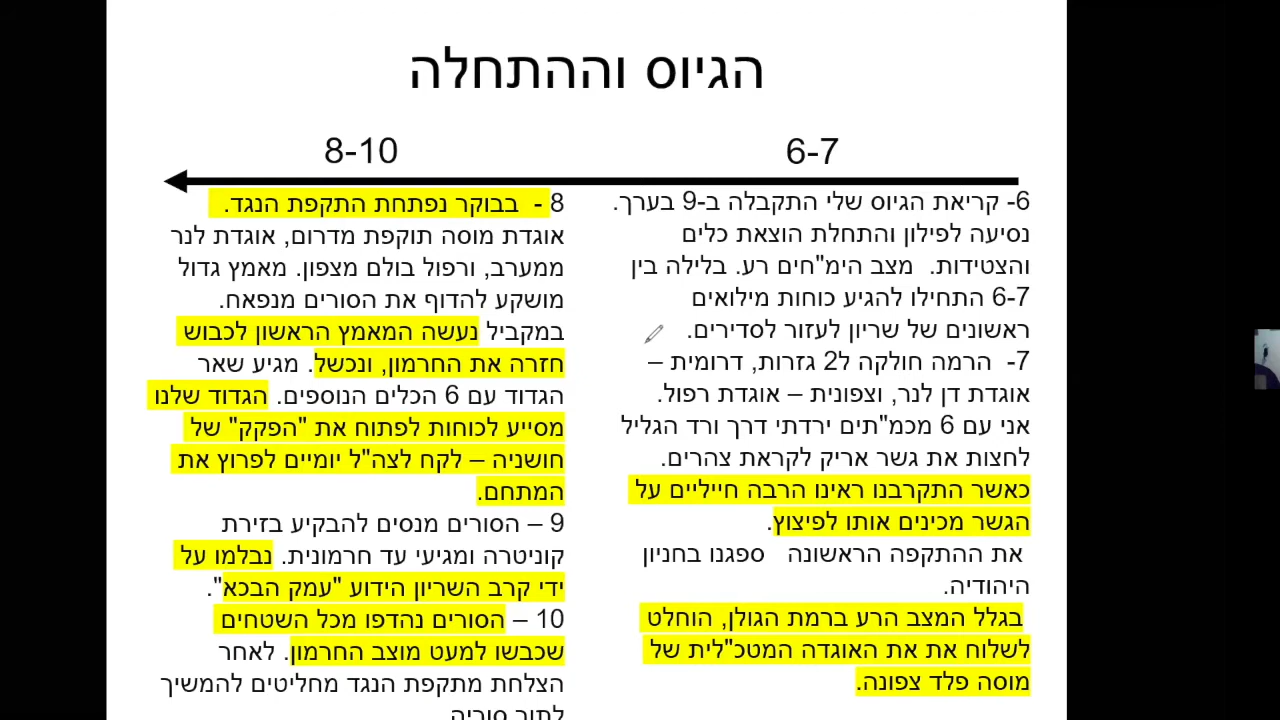 הגיוס וההתחלה
6-7
6- קריאת הגיוס שלי התקבלה ב-9 בערך.
נסיעה לפילון והתחלת הוצאת כלים
והצטידות.  מצב הימ"חים רע. בלילה בין
6-7 התחילו להגיע כוחות מילואים
ראשונים של שריון לעזור לסדירים.
7-  הרמה חולקה ל2 גזרות, דרומית –
אוגדת דן לנר, וצפונית – אוגדת רפול.
אני עם 6 מכמ"תים ירדתי דרך ורד הגליל
לחצות את גשר אריק לקראת צהרים.
כאשר התקרבנו ראינו הרבה חייליים על
הגשר מכינים אותו לפיצוץ.
את ההתקפה הראשונה   ספגנו בחניון
היהודיה.
בגלל המצב הרע ברמת הגולן, הוחלט
לשלוח את את האוגדה המטכ"לית של
מוסה פלד צפונה.
8-10
8 -  בבוקר נפתחת התקפת הנגד.
אוגדת מוסה תוקפת מדרום, אוגדת לנר
ממערב, ורפול בולם מצפון. מאמץ גדול
מושקע להדוף את הסורים מנפאח.
במקביל נעשה המאמץ הראשון לכבוש
חזרה את החרמון, ונכשל. מגיע שאר
הגדוד עם 6 הכלים הנוספים. הגדוד שלנו
מסייע לכוחות לפתוח את "הפקק" של
חושניה – לקח לצה"ל יומיים לפרוץ את
המתחם.
9 – הסורים מנסים להבקיע בזירת
קוניטרה ומגיעי עד חרמונית. נבלמו על
ידי קרב השריון הידוע "עמק הבכא".
10 – הסורים נהדפו מכל השטחים
שכבשו למעט מוצב החרמון. לאחר
הצלחת מתקפת הנגד מחליטים להמשיך
לתוך סוריה